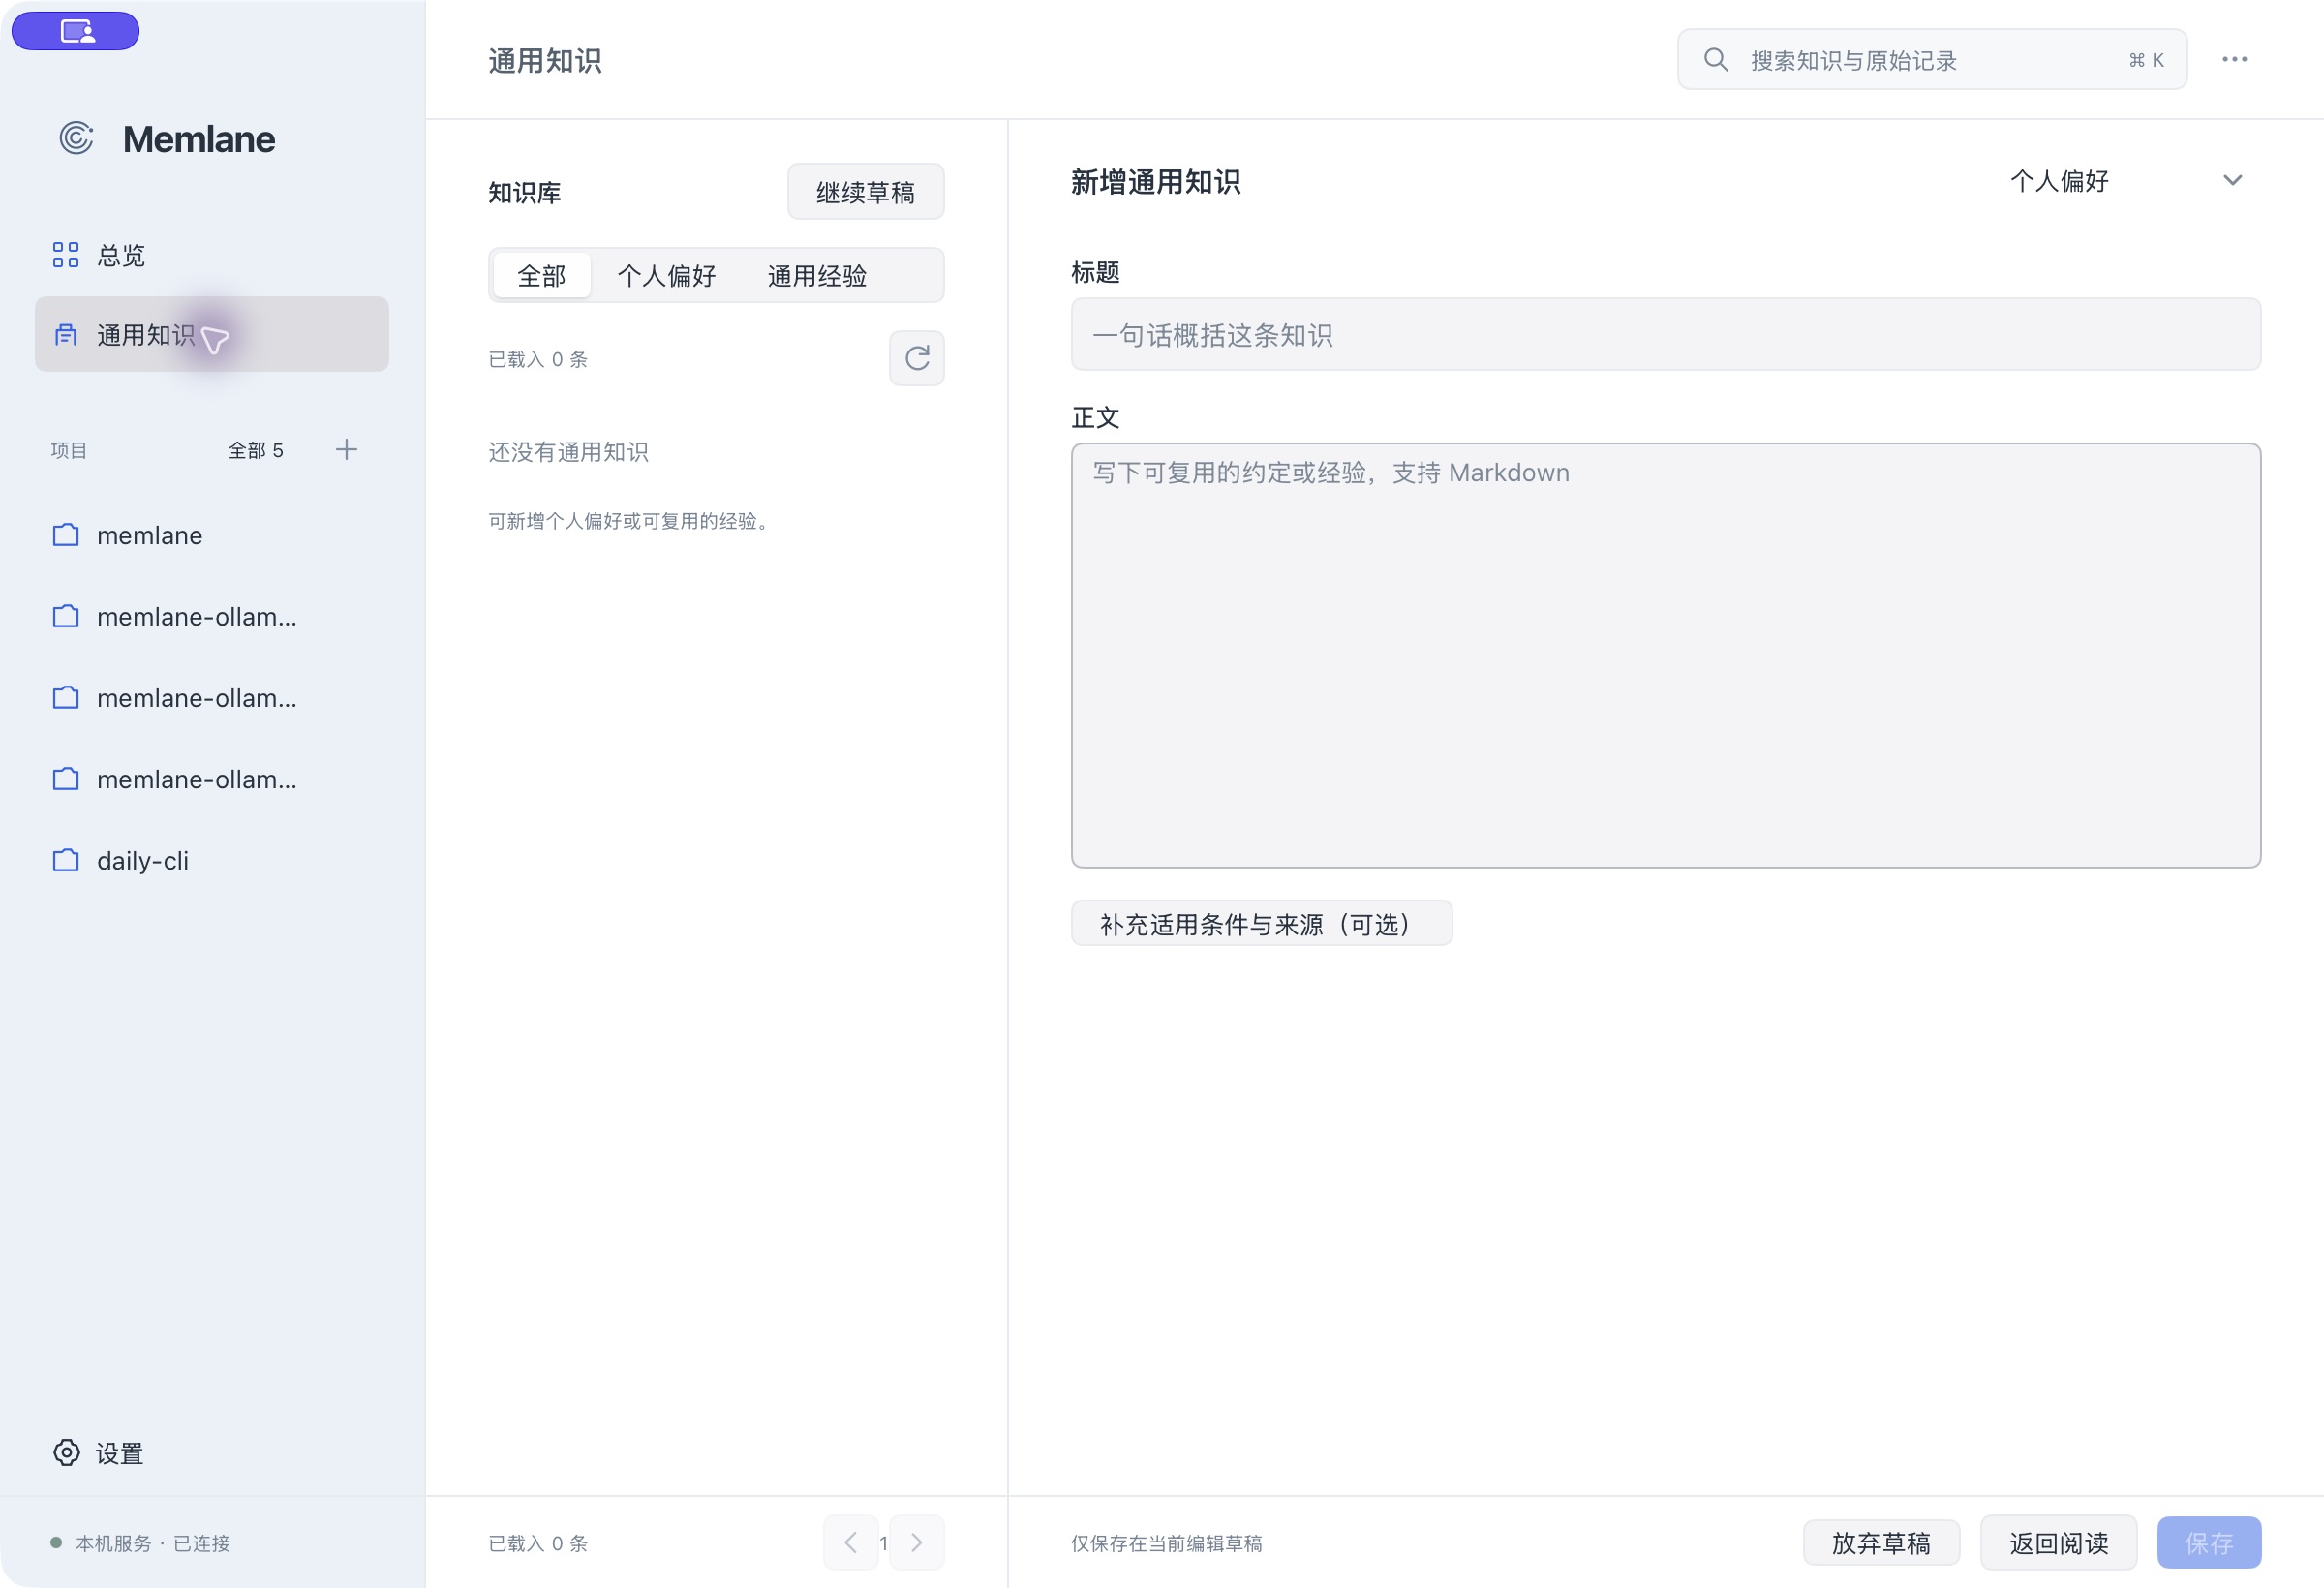 通用知识
搜索知识与原始记录 ⌘ K
Memlane
总览
通用知识
项目 全部 5
memlane
memlane-ollam...
memlane-ollam...
memlane-ollam...
daily-cli
设置
本机服务 · 已连接
知识库 继续草稿
全部 个人偏好 通用经验
已载入 0 条
还没有通用知识
可新增个人偏好或可复用的经验。
已载入 0 条 1
新增通用知识 个人偏好
标题
一句话概括这条知识
正文
写下可复用的约定或经验，支持 Markdown
补充适用条件与来源（可选）
仅保存在当前编辑草稿 放弃草稿 返回阅读 保存